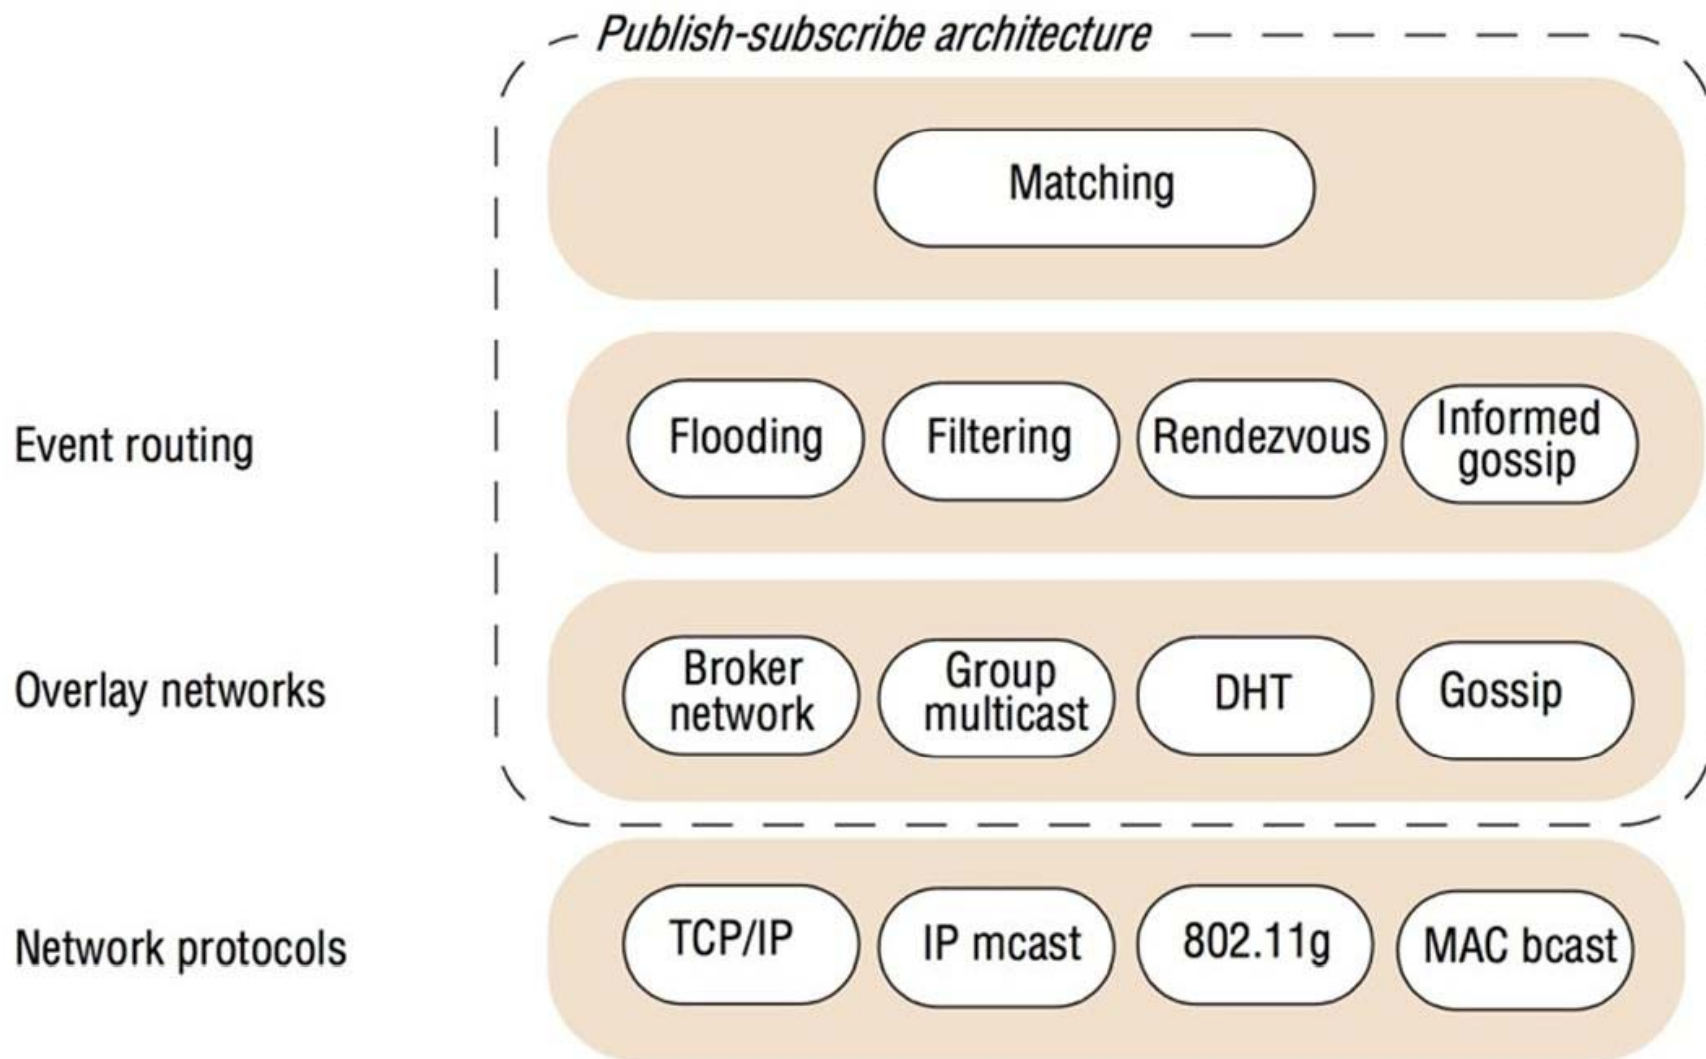 Publish-subscribe architecture
Matching
Event routing
Flooding
Filtering
Rendezvous
Informed
gossip
Overlay networks
Broker
network
Group
multicast
DHT
Gossip
Network protocols
TCP/IP
IP mcast
802.11g
MAC bcast